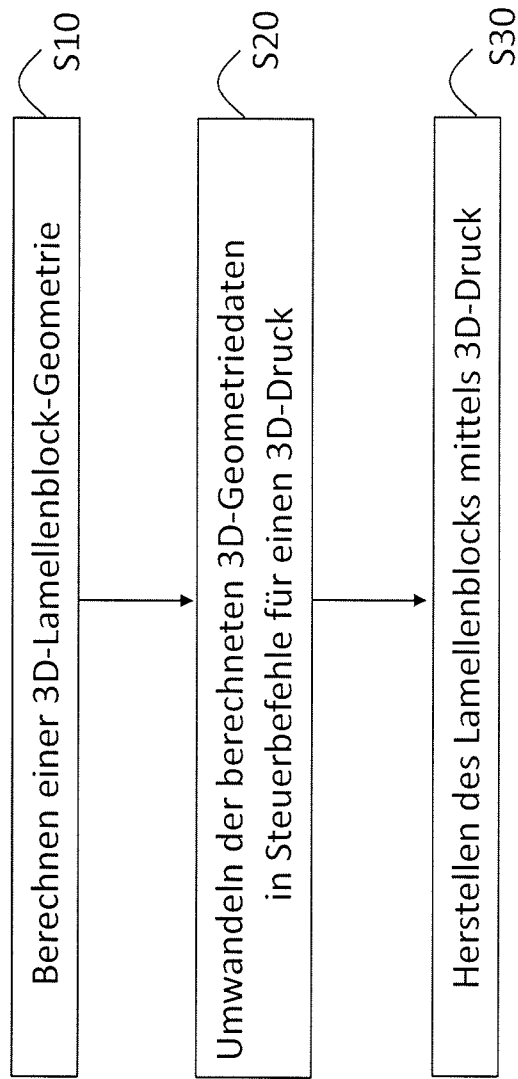 Berechnen einer 3D-Lamellenblock-Geometrie
S10
Umwandeln der berechneten 3D-Geometriedaten
in Steuerbefehle für einen 3D-Druck
S20
Herstellen des Lamellenblocks mittels 3D-Druck
S30